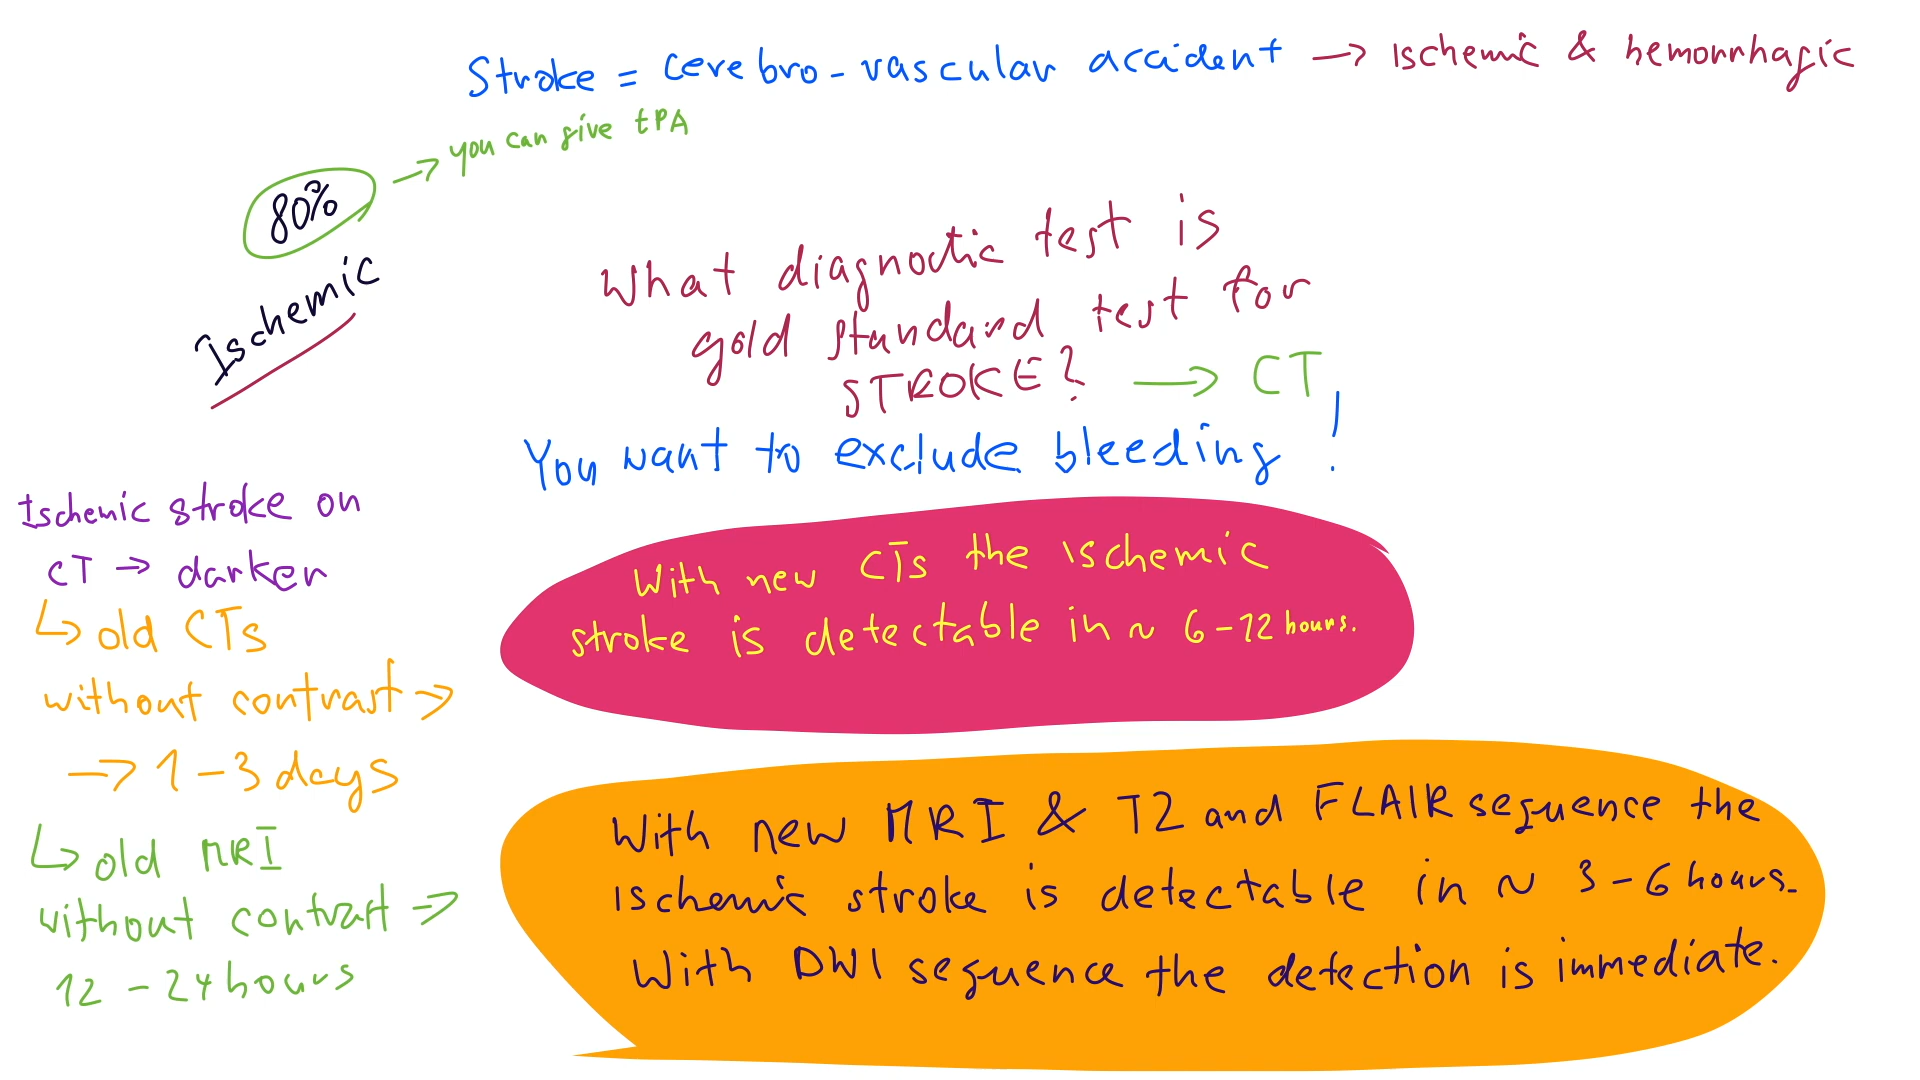 Stroke = cerebro-vascular accident → Ischemic & hemorrhagic
→ you can give tPA
80%
Ischemic
What diagnostic test is
gold standard test for
STROKE? → CT
You want to exclude bleeding !
Ischemic stroke on
CT → darker
↳ old CTs
without contrast →
→ 1-3 days
↳ old MRI
without contrast →
12-24 hours
With new CTs the ischemic
stroke is detectable in ~ 6-12 hours.
With new MRI & T2 and FLAIR sequence the
ischemic stroke is detectable in ~ 3-6 hours.
With DWI sequence the detection is immediate.